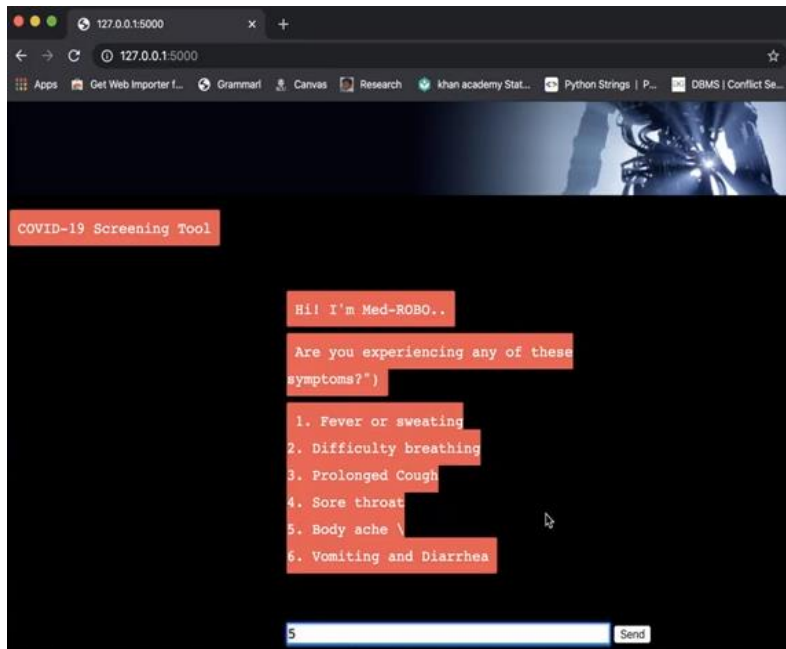 127.0.0.1:5000
127.0.0.1:5000
Apps Get Web Importer f... Grammarl Canvas Research khan academy Stat... Python Strings | P... DBMS | Conflict Se...
COVID-19 Screening Tool
Hi! I'm Med-ROBO..
Are you experiencing any of these
symptoms?")
1. Fever or sweating
2. Difficulty breathing
3. Prolonged Cough
4. Sore throat
5. Body ache \
6. Vomiting and Diarrhea
5 Send